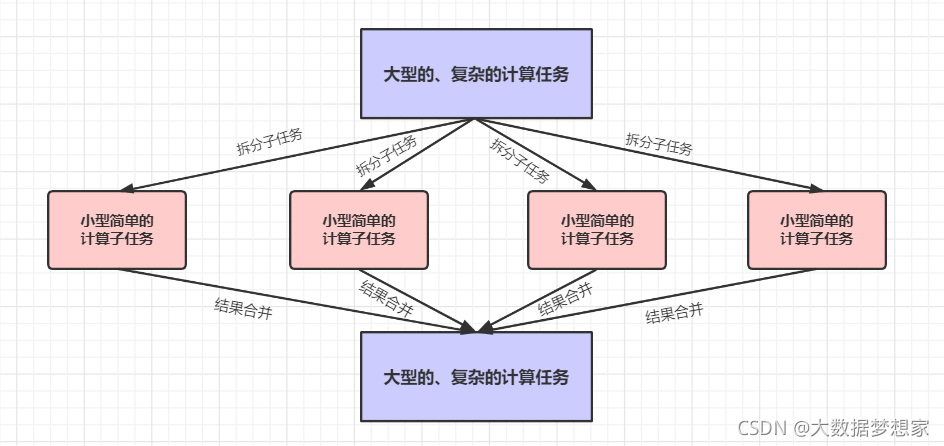 大型的、复杂的计算任务
拆分子任务
拆分子任务
拆分子任务
拆分子任务
小型简单的
计算子任务
小型简单的
计算子任务
小型简单的
计算子任务
小型简单的
计算子任务
结果合并
结果合并
结果合并
结果合并
大型的、复杂的计算任务
CSDN @大数据梦想家